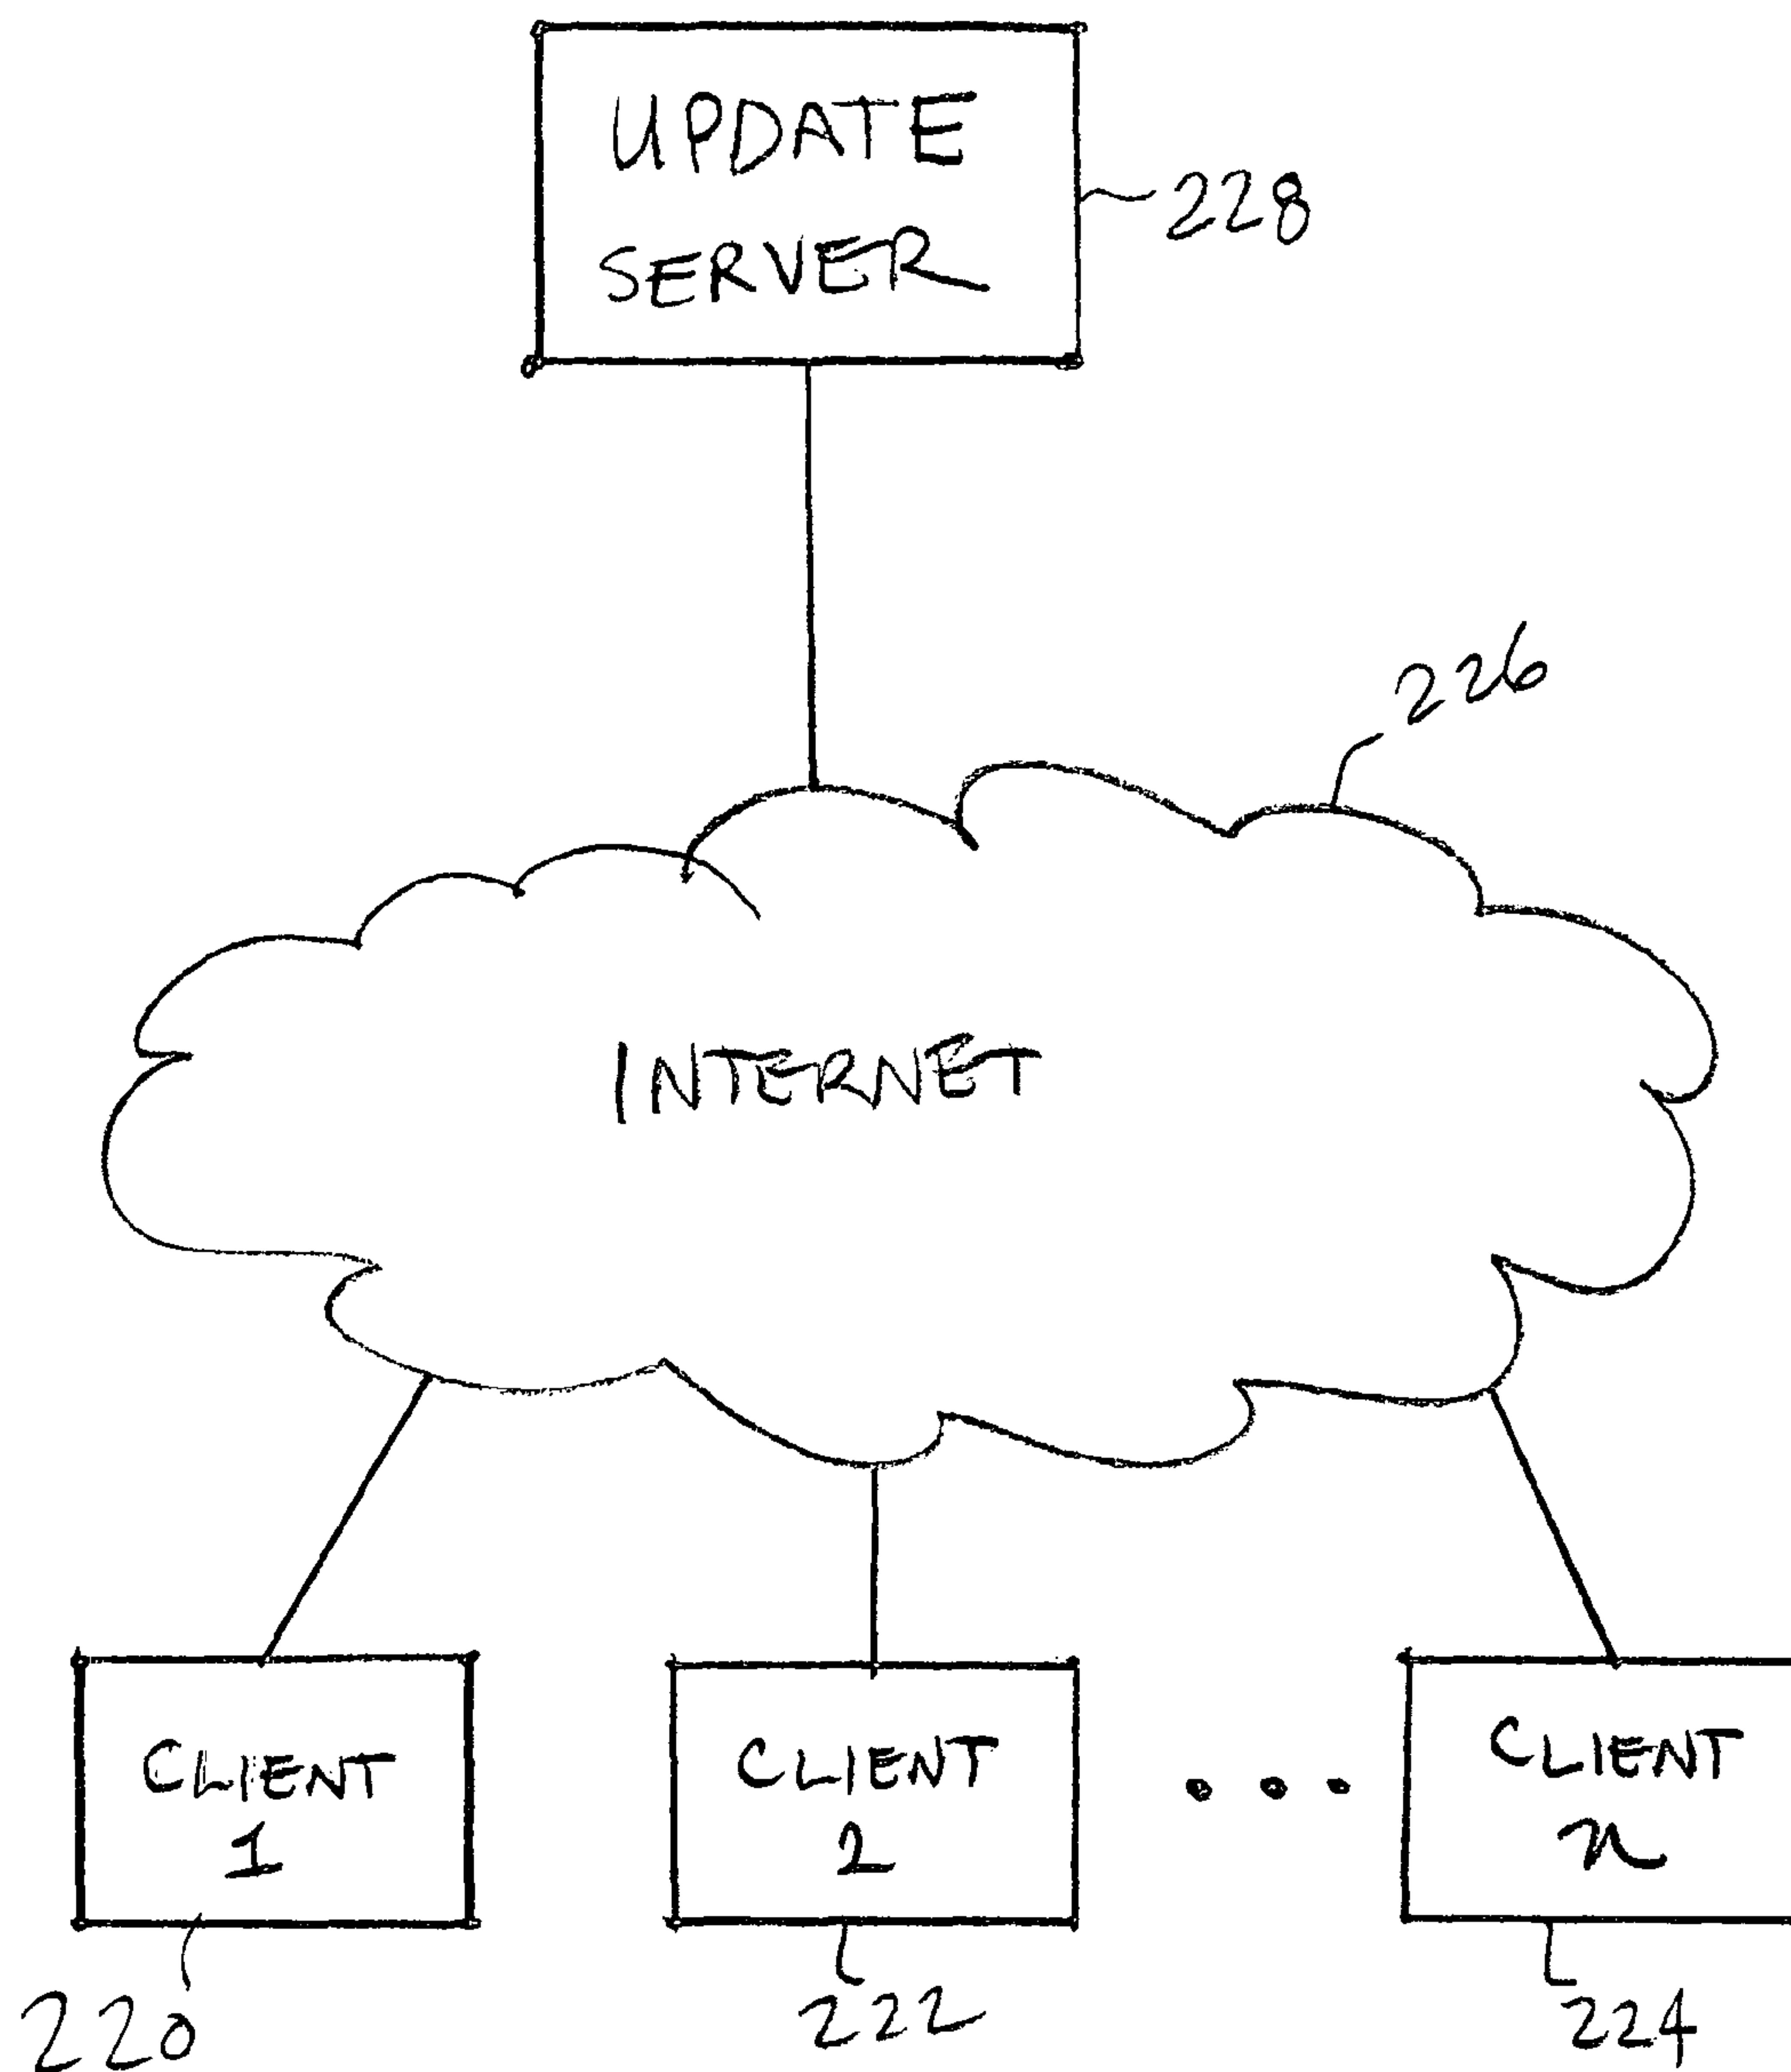 UPDATE
SERVER
228
226
INTERNET
CLIENT
1
CLIENT
2
...
CLIENT
n
220
222
224